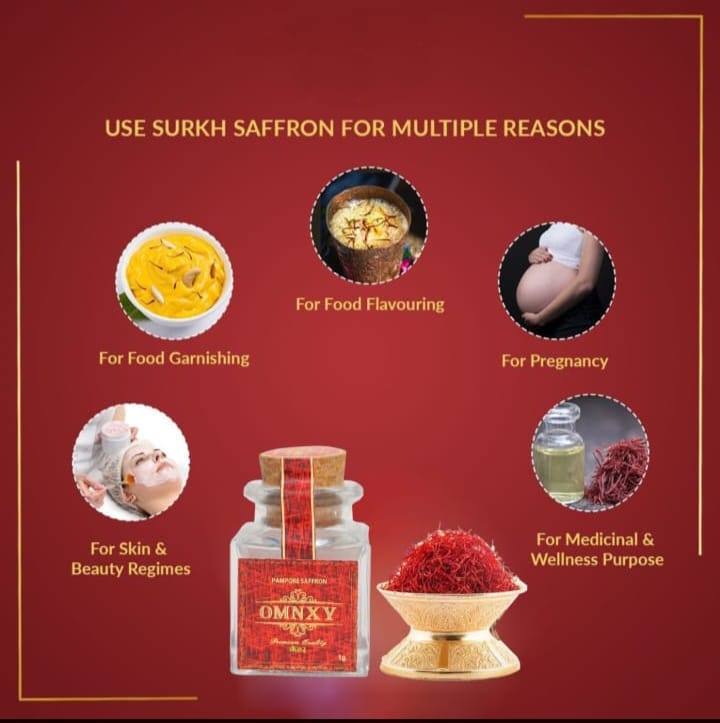 USE SURKH SAFFRON FOR MULTIPLE REASONS
For Food Flavouring
For Food Garnishing
For Pregnancy
For Skin &
Beauty Regimes
For Medicinal &
Wellness Purpose
PAMPORE SAFFRON
OMNXY
Premium Quality
1g